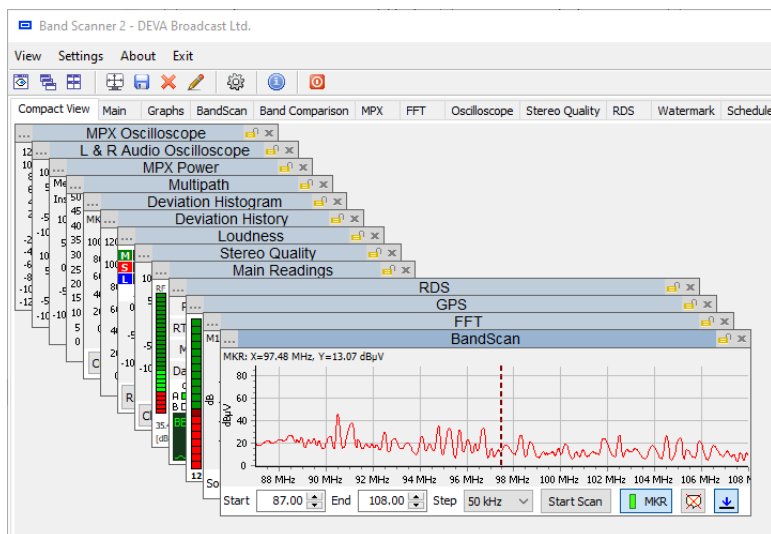 Band Scanner 2 - DEVA Broadcast Ltd.
View Settings About Exit
Compact View Main Graphs BandScan Band Comparison MPX FFT Oscilloscope Stereo Quality RDS Watermark Schedule
MPX Oscilloscope
L & R Audio Oscilloscope
MPX Power
Multipath
Deviation Histogram
Deviation History
Loudness
Stereo Quality
Main Readings
RDS
GPS
FFT
BandScan
MKR: X=97.48 MHz, Y=13.07 dBµV
80
60
40
20
0
dBµV
88 MHz 90 MHz 92 MHz 94 MHz 96 MHz 98 MHz 100 MHz 102 MHz 104 MHz 106 MHz 108
Start 87.00 End 108.00 Step 50 kHz Start Scan MKR